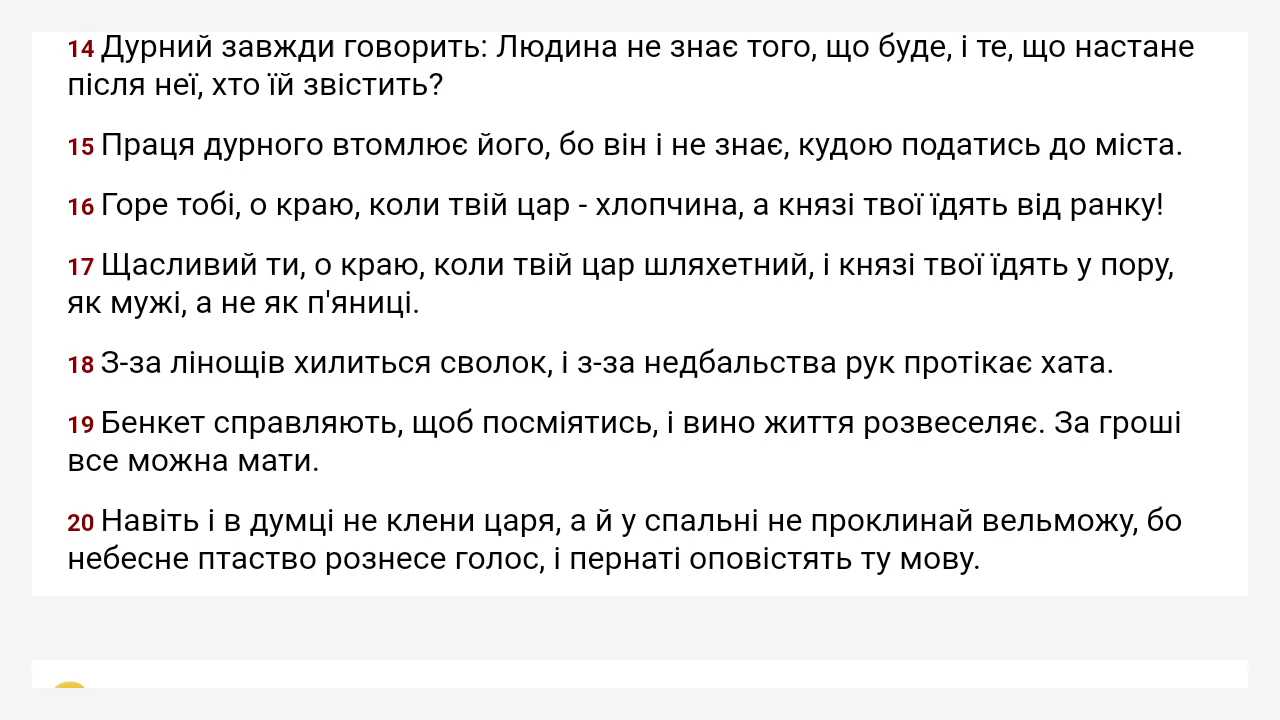 14 Дурний завжди говорить: Людина не знає того, що буде, і те, що настане
після неї, хто їй звістить?
15 Праця дурного втомлює його, бо він і не знає, кудою податись до міста.
16 Горе тобі, о краю, коли твій цар - хлопчина, а князі твої їдять від ранку!
17 Щасливий ти, о краю, коли твій цар шляхетний, і князі твої їдять у пору,
як мужі, а не як п'яниці.
18 З-за лінощів хилиться сволок, і з-за недбальства рук протікає хата.
19 Бенкет справляють, щоб посміятись, і вино життя розвеселяє. За гроші
все можна мати.
20 Навіть і в думці не клени царя, а й у спальні не проклинай вельможу, бо
небесне птаство рознесе голос, і пернаті оповістять ту мову.